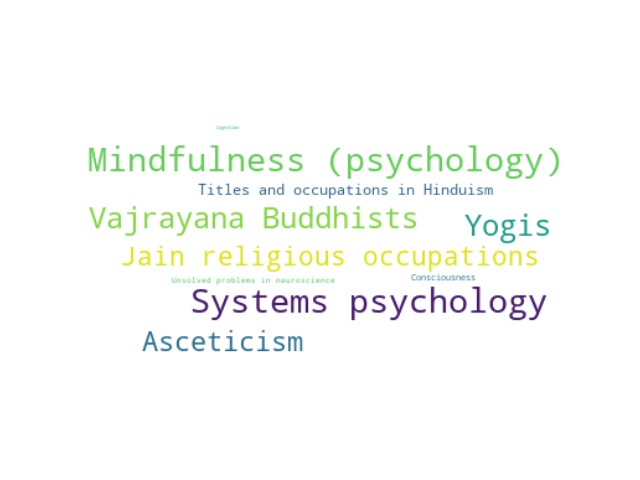 Cognition
Mindfulness (psychology)
Titles and occupations in Hinduism
Vajrayana Buddhists
Yogis
Jain religious occupations
Unsolved problems in neuroscience
Consciousness
Systems psychology
Asceticism